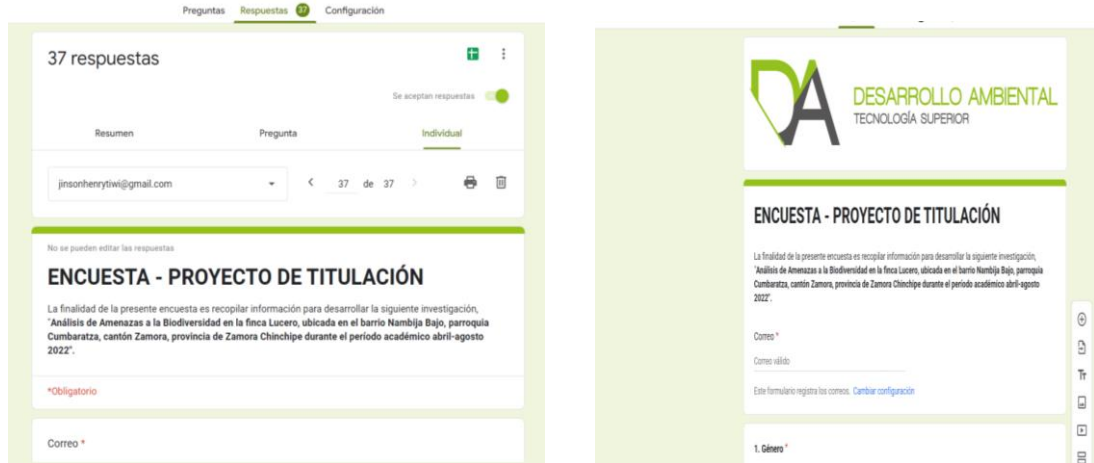 Preguntas Respuestas 37 Configuración
37 respuestas
Se aceptan respuestas
Resumen Pregunta Individual
jinsonhenrytiwi@gmail.com
37 de 37
No se pueden editar las respuestas
ENCUESTA - PROYECTO DE TITULACIÓN
La finalidad de la presente encuesta es recopilar información para desarrollar la siguiente investigación,
"Análisis de Amenazas a la Biodiversidad en la finca Lucero, ubicada en el barrio Nambija Bajo, parroquia
Cumbaratza, cantón Zamora, provincia de Zamora Chinchipe durante el período académico abril-agosto
2022".
*Obligatorio
Correo *
DA
DESARROLLO AMBIENTAL
TECNOLOGÍA SUPERIOR
ENCUESTA - PROYECTO DE TITULACIÓN
La finalidad de la presente encuesta es recopilar información para desarrollar la siguiente investigación,
"Análisis de Amenazas a la Biodiversidad en la finca Lucero, ubicada en el barrio Nambija Bajo, parroquia
Cumbaratza, cantón Zamora, provincia de Zamora Chinchipe durante el período académico abril-agosto
2022".
Correo *
Correo válido
Este formulario registra los correos. Cambiar configuración
1. Género *
Tт